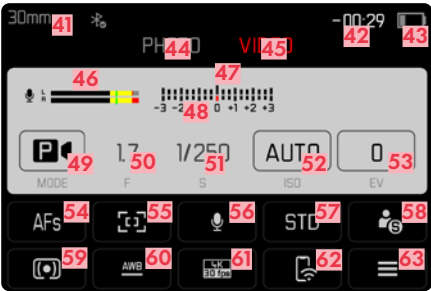 30mm 41 42 -00:29 43
PHOTO 44 VIDEO 45
46 47
L
R
-3 -2 48 0 +1 +2 +3
P 49 1.7 50 1/250 51 AUTO 52 0 53
MODE F S ISO EV
AFs 54 55 56 STD 57 S 58
59 AWB 60 4K 61 62 63
30 fps